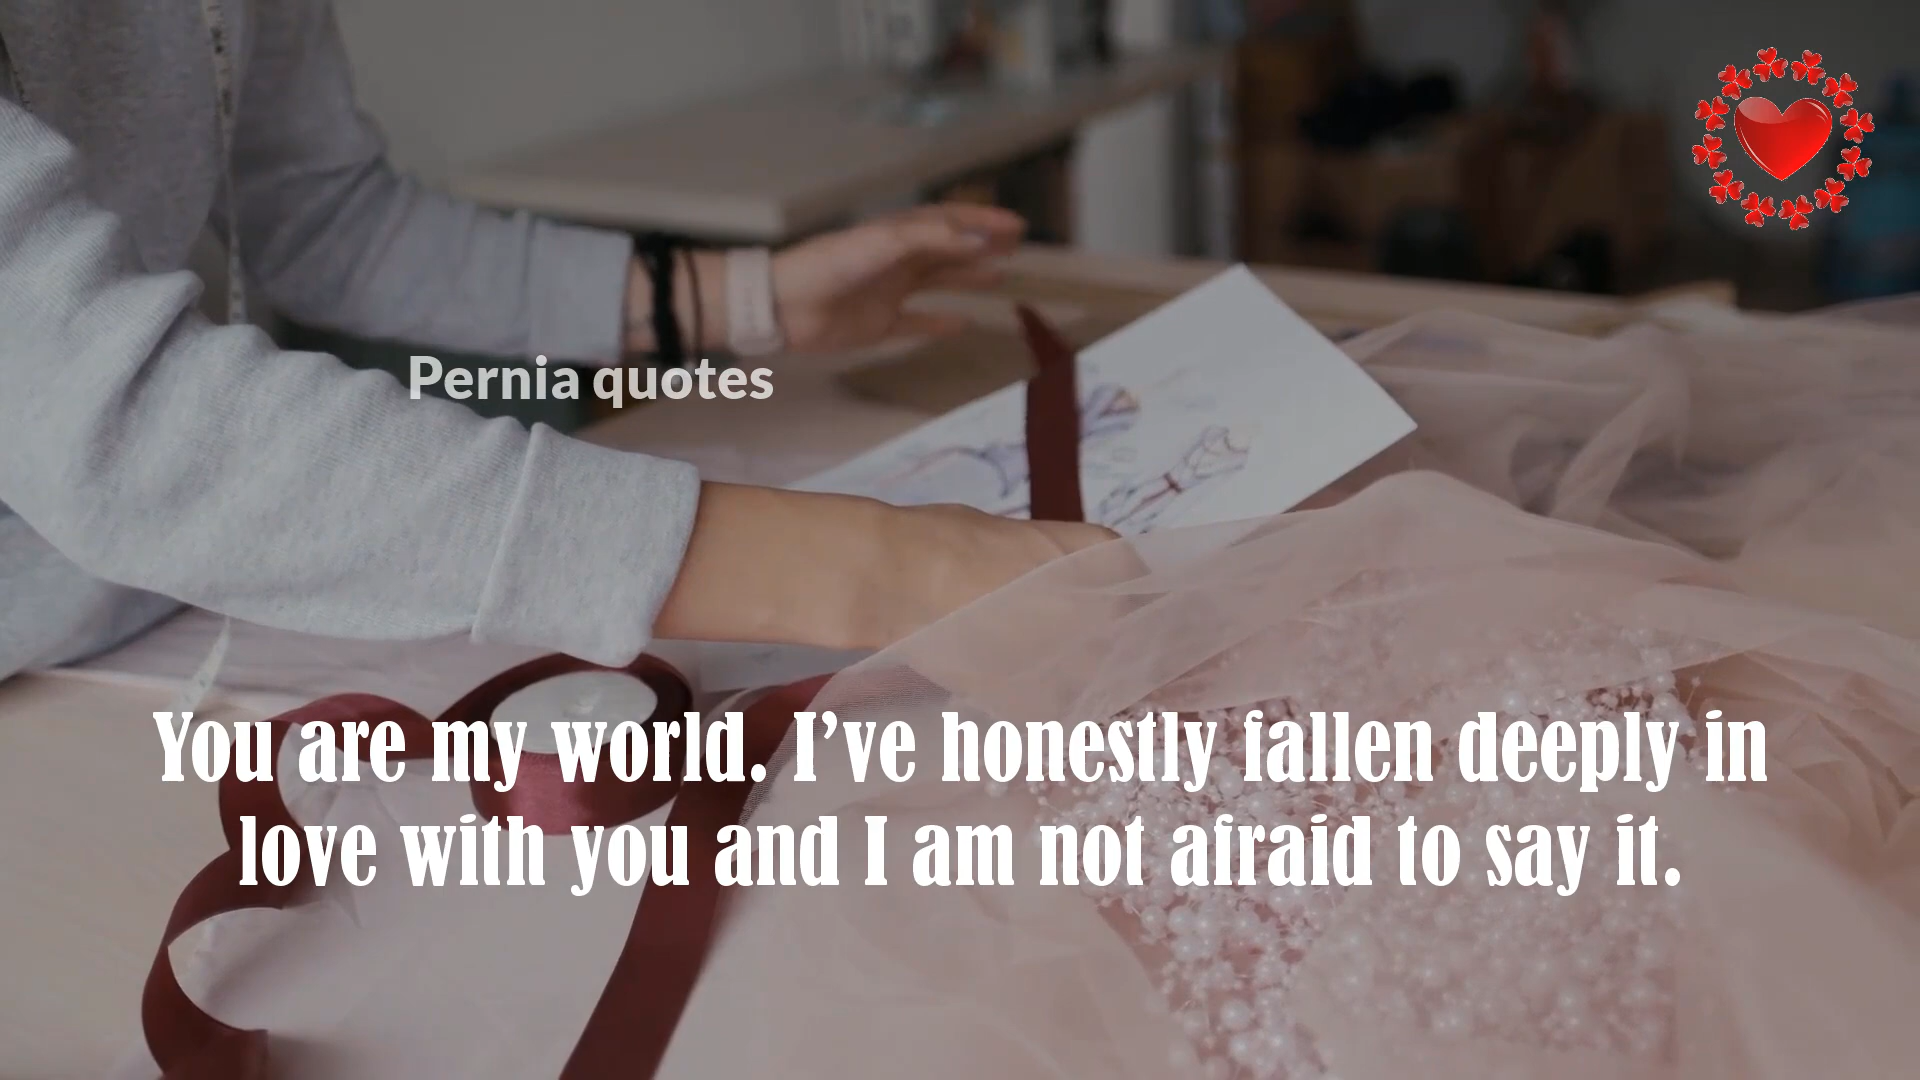 Pernia quotes
You are my world. I’ve honestly fallen deeply in
love with you and I am not afraid to say it.